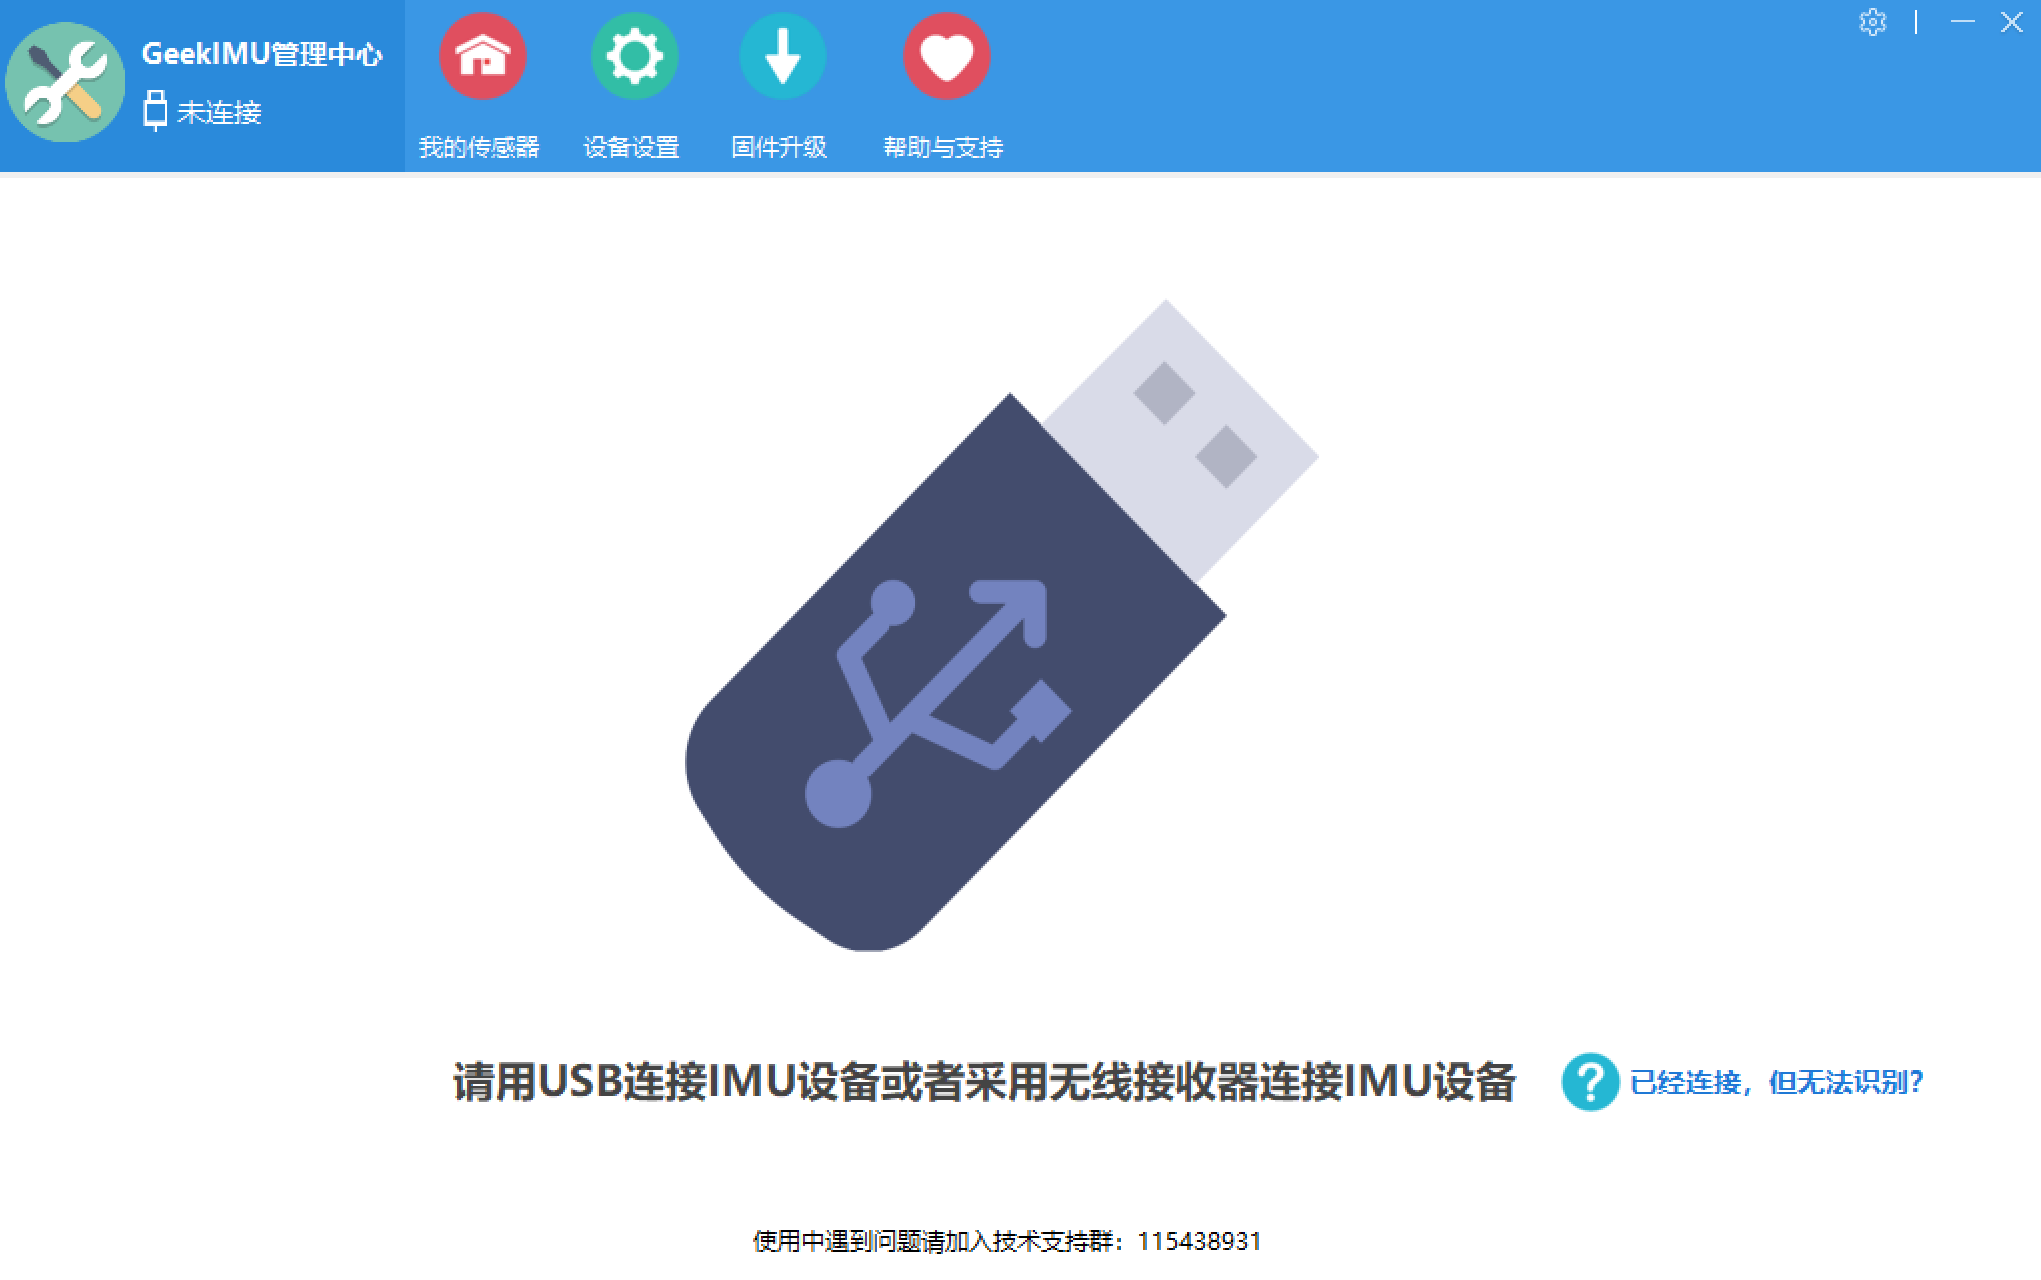 GeekIMU管理中心
未连接
我的传感器
设备设置
固件升级
帮助与支持
请用USB连接IMU设备或者采用无线接收器连接IMU设备
已经连接，但无法识别？
使用中遇到问题请加入技术支持群：115438931